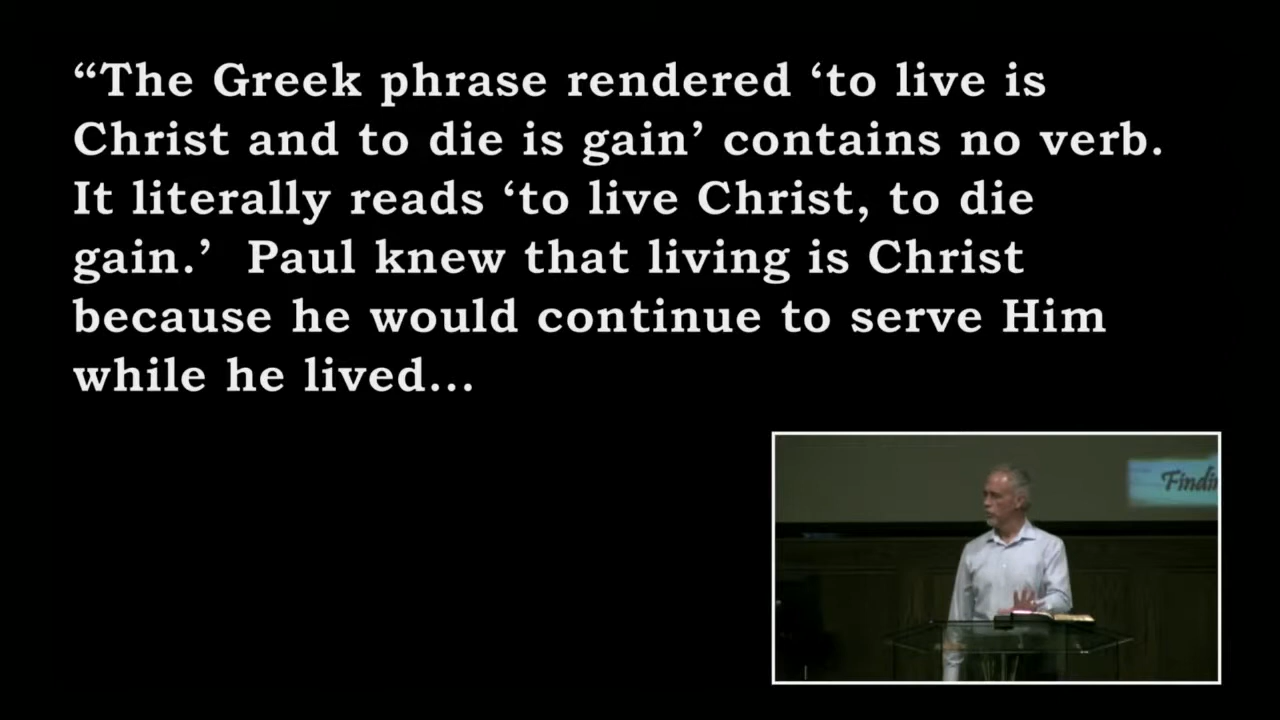 “The Greek phrase rendered ‘to live is
Christ and to die is gain’ contains no verb.
It literally reads ‘to live Christ, to die
gain.’  Paul knew that living is Christ
because he would continue to serve Him
while he lived…